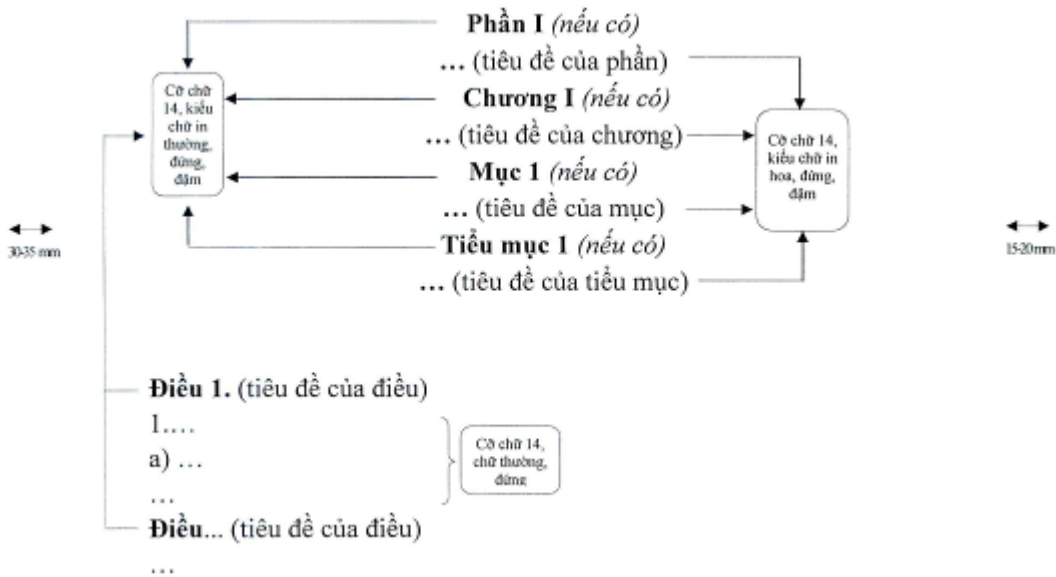 Phần I (nếu có)
... (tiêu đề của phần)
Chương I (nếu có)
... (tiêu đề của chương)
Mục 1 (nếu có)
... (tiêu đề của mục)
Tiểu mục 1 (nếu có)
... (tiêu đề của tiểu mục)
Cỡ chữ
14, kiểu
chữ in
thường,
đứng,
đậm
Cỡ chữ 14,
kiểu chữ in
hoa, đứng,
đậm
30-35 mm
15-20mm
Điều 1. (tiêu đề của điều)
1....
a) ...
...
Cỡ chữ 14,
chữ thường,
đứng
Điều... (tiêu đề của điều)
...